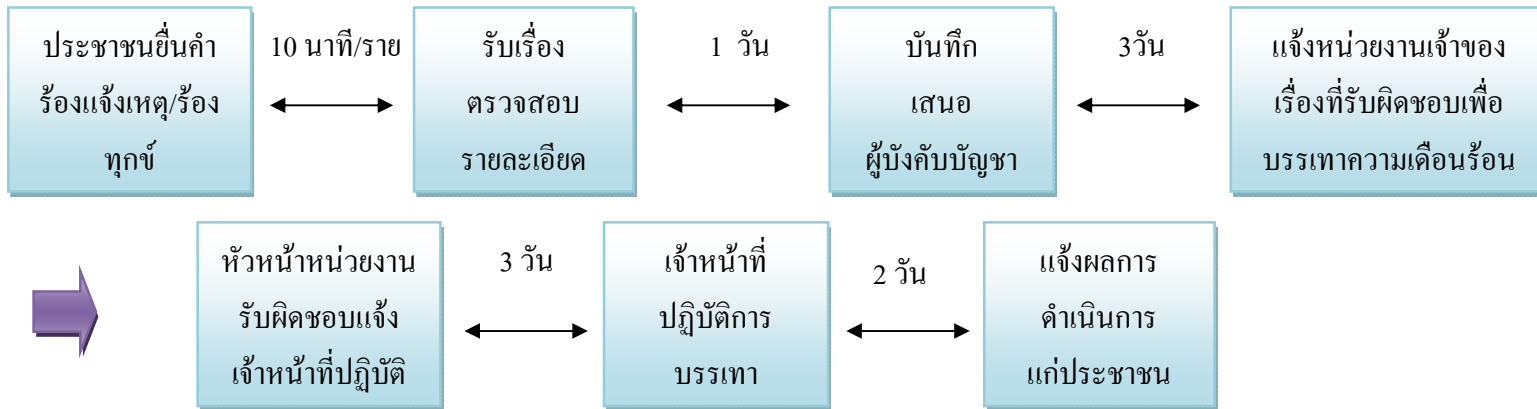 ประชาชนยื่นคำ
ร้องแจ้งเหตุ/ร้อง
ทุกข์
10 นาที/ราย
รับเรื่อง
ตรวจสอบ
รายละเอียด
1 วัน
บันทึก
เสนอ
ผู้บังคับบัญชา
3วัน
แจ้งหน่วยงานเจ้าของ
เรื่องที่รับผิดชอบเพื่อ
บรรเทาความเดือนร้อน
หัวหน้าหน่วยงาน
รับผิดชอบแจ้ง
เจ้าหน้าที่ปฏิบัติ
3 วัน
เจ้าหน้าที่
ปฏิบัติการ
บรรเทา
2 วัน
แจ้งผลการ
ดำเนินการ
แก่ประชาชน